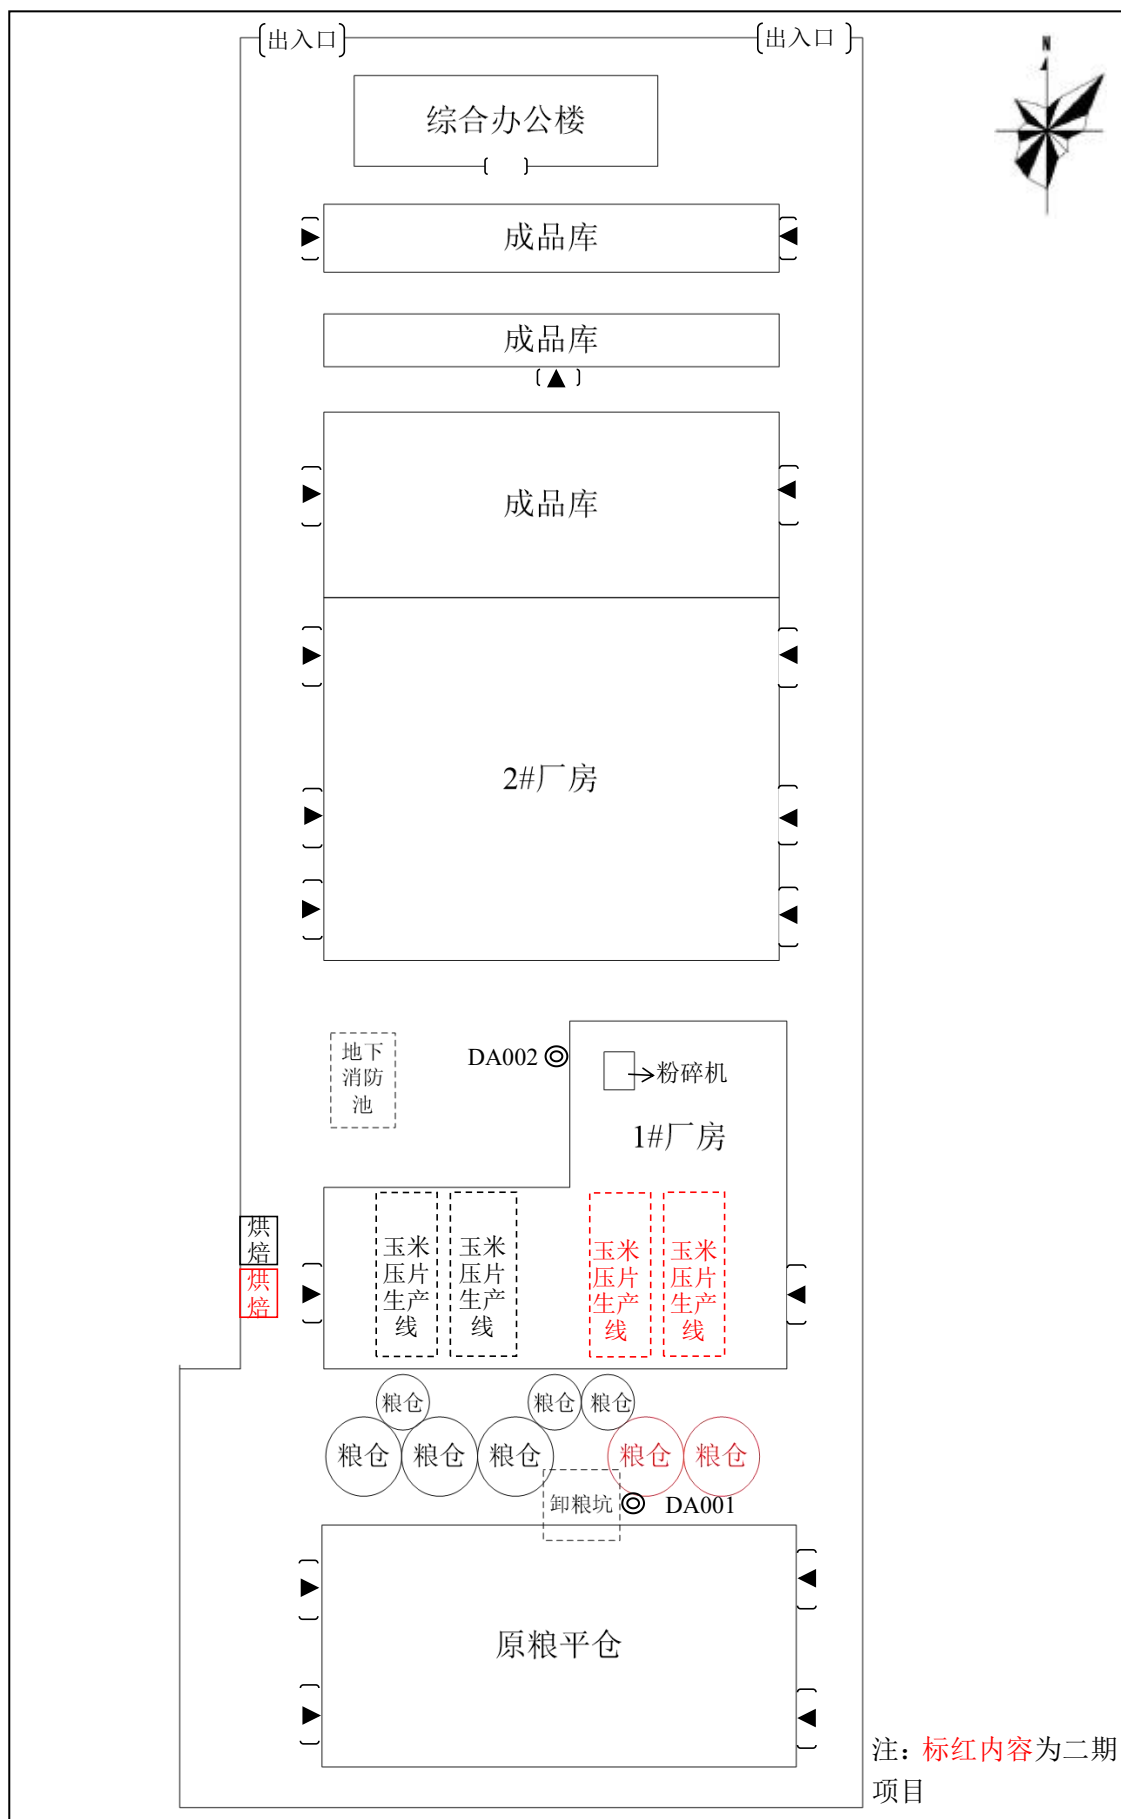 出入口
出入口
N
综合办公楼
成品库
成品库
成品库
2#厂房
地下
消防
池
DA002
粉碎机
1#厂房
烘
焙
烘
焙
玉米
压片
生产
线
玉米
压片
生产
线
玉米
压片
生产
线
玉米
压片
生产
线
粮仓
粮仓
粮仓
粮仓
粮仓
粮仓
粮仓
粮仓
卸粮坑
DA001
原粮平仓
注：标红内容为二期
项目